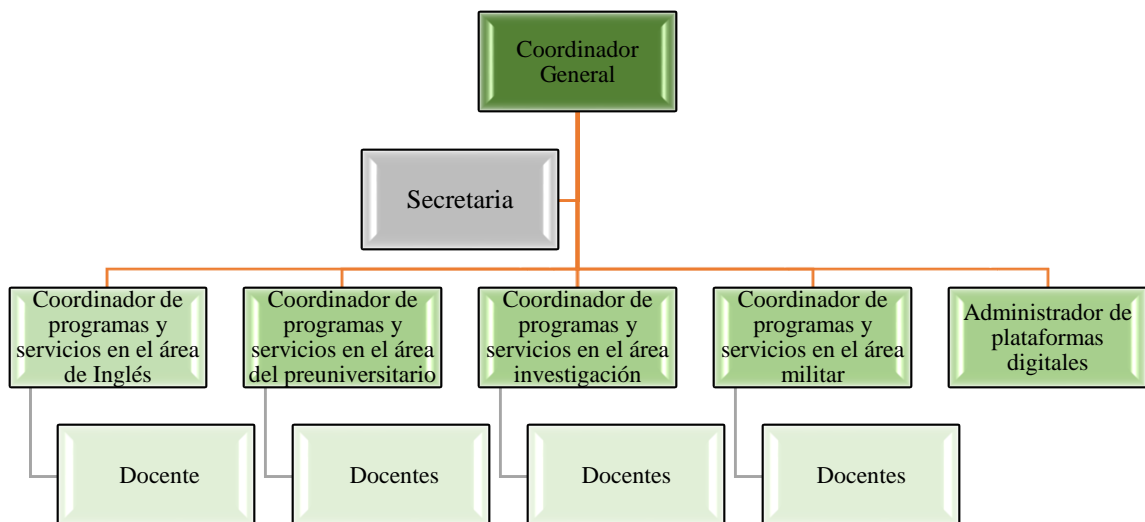 Coordinador
General
Secretaria
Coordinador de
programas y
servicios en el área
de Inglés
Coordinador de
programas y
servicios en el área
del preuniversitario
Coordinador de
programas y
servicios en el área
investigación
Coordinador de
programas y
servicios en el área
militar
Administrador de
plataformas
digitales
Docente
Docentes
Docentes
Docentes